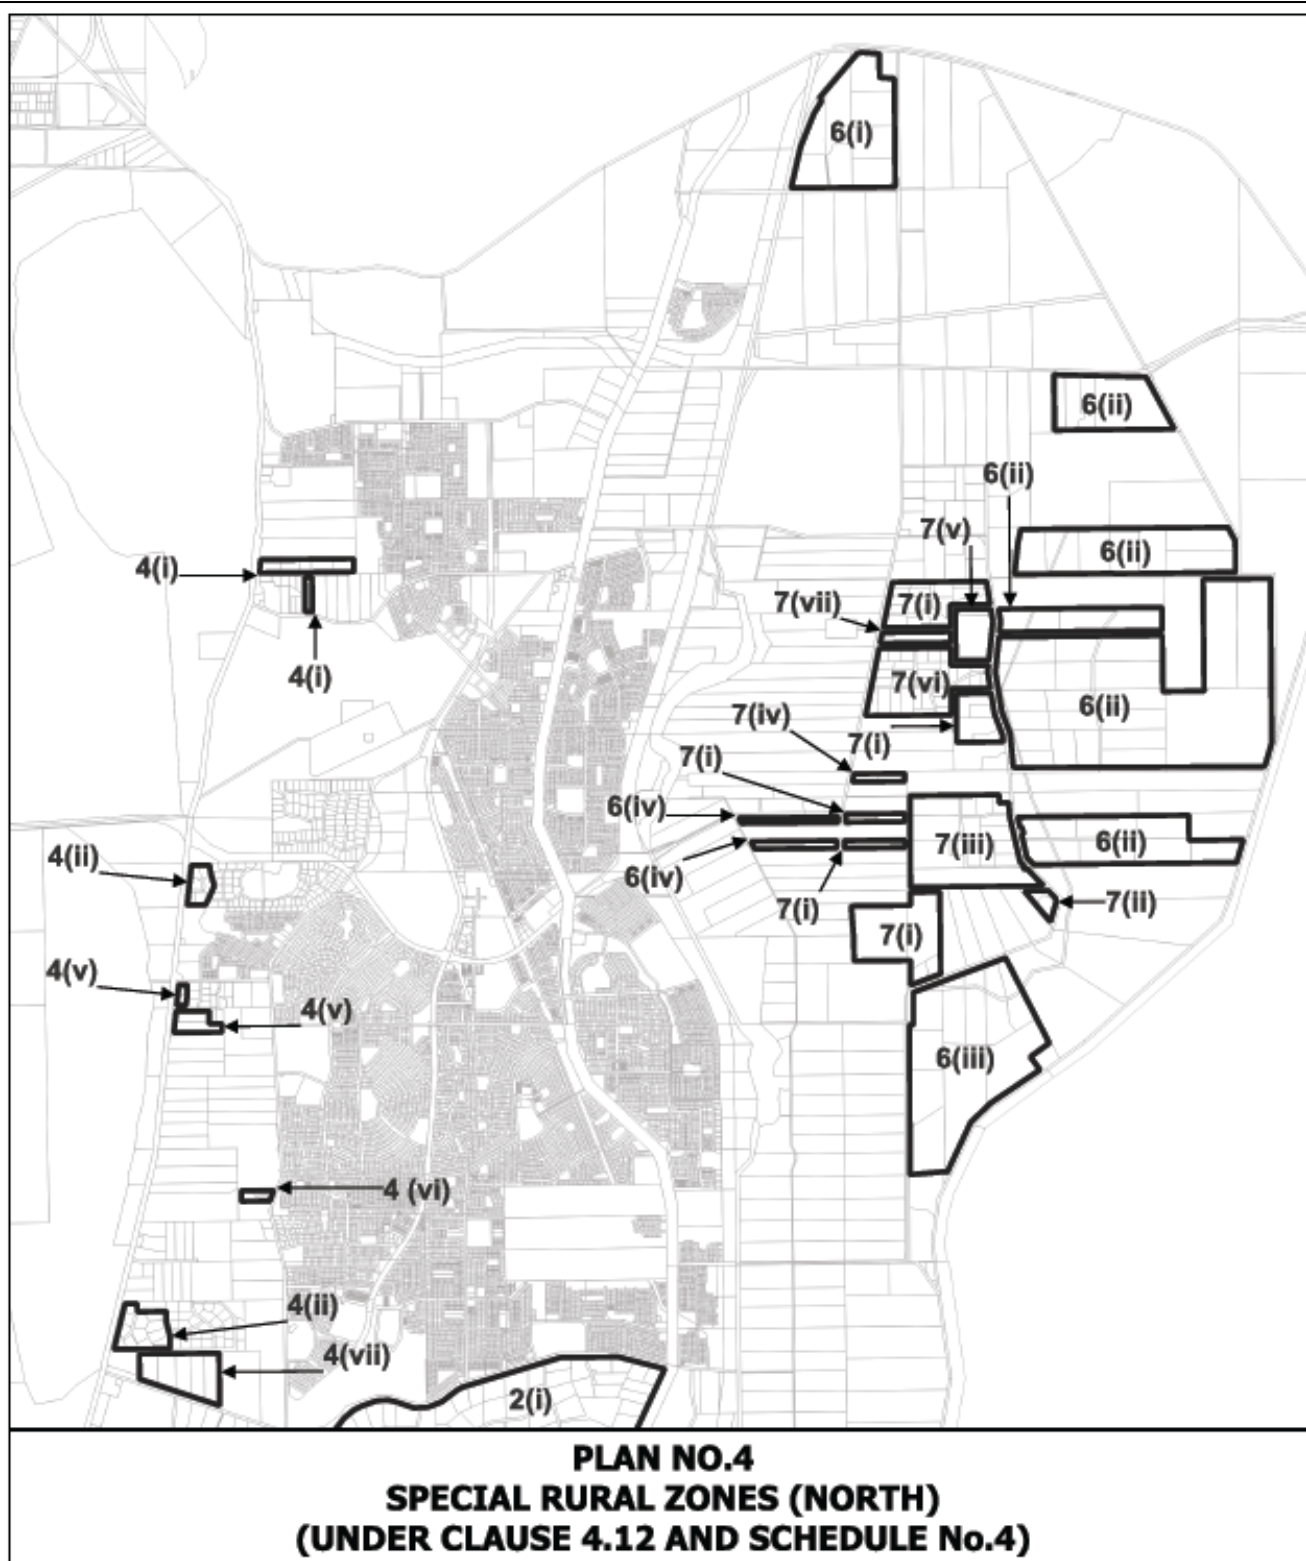 6(i)
6(ii)
6(ii)
7(v)
6(ii)
4(i)
7(vii)
7(i)
4(i)
7(vi)
6(ii)
7(iv)
7(i)
7(i)
6(iv)
7(iii)
6(ii)
4(ii)
6(iv)
7(i)
7(ii)
7(i)
4(v)
4(v)
6(iii)
4 (vi)
4(ii)
4(vii)
2(i)
PLAN NO.4
SPECIAL RURAL ZONES (NORTH)
(UNDER CLAUSE 4.12 AND SCHEDULE No.4)